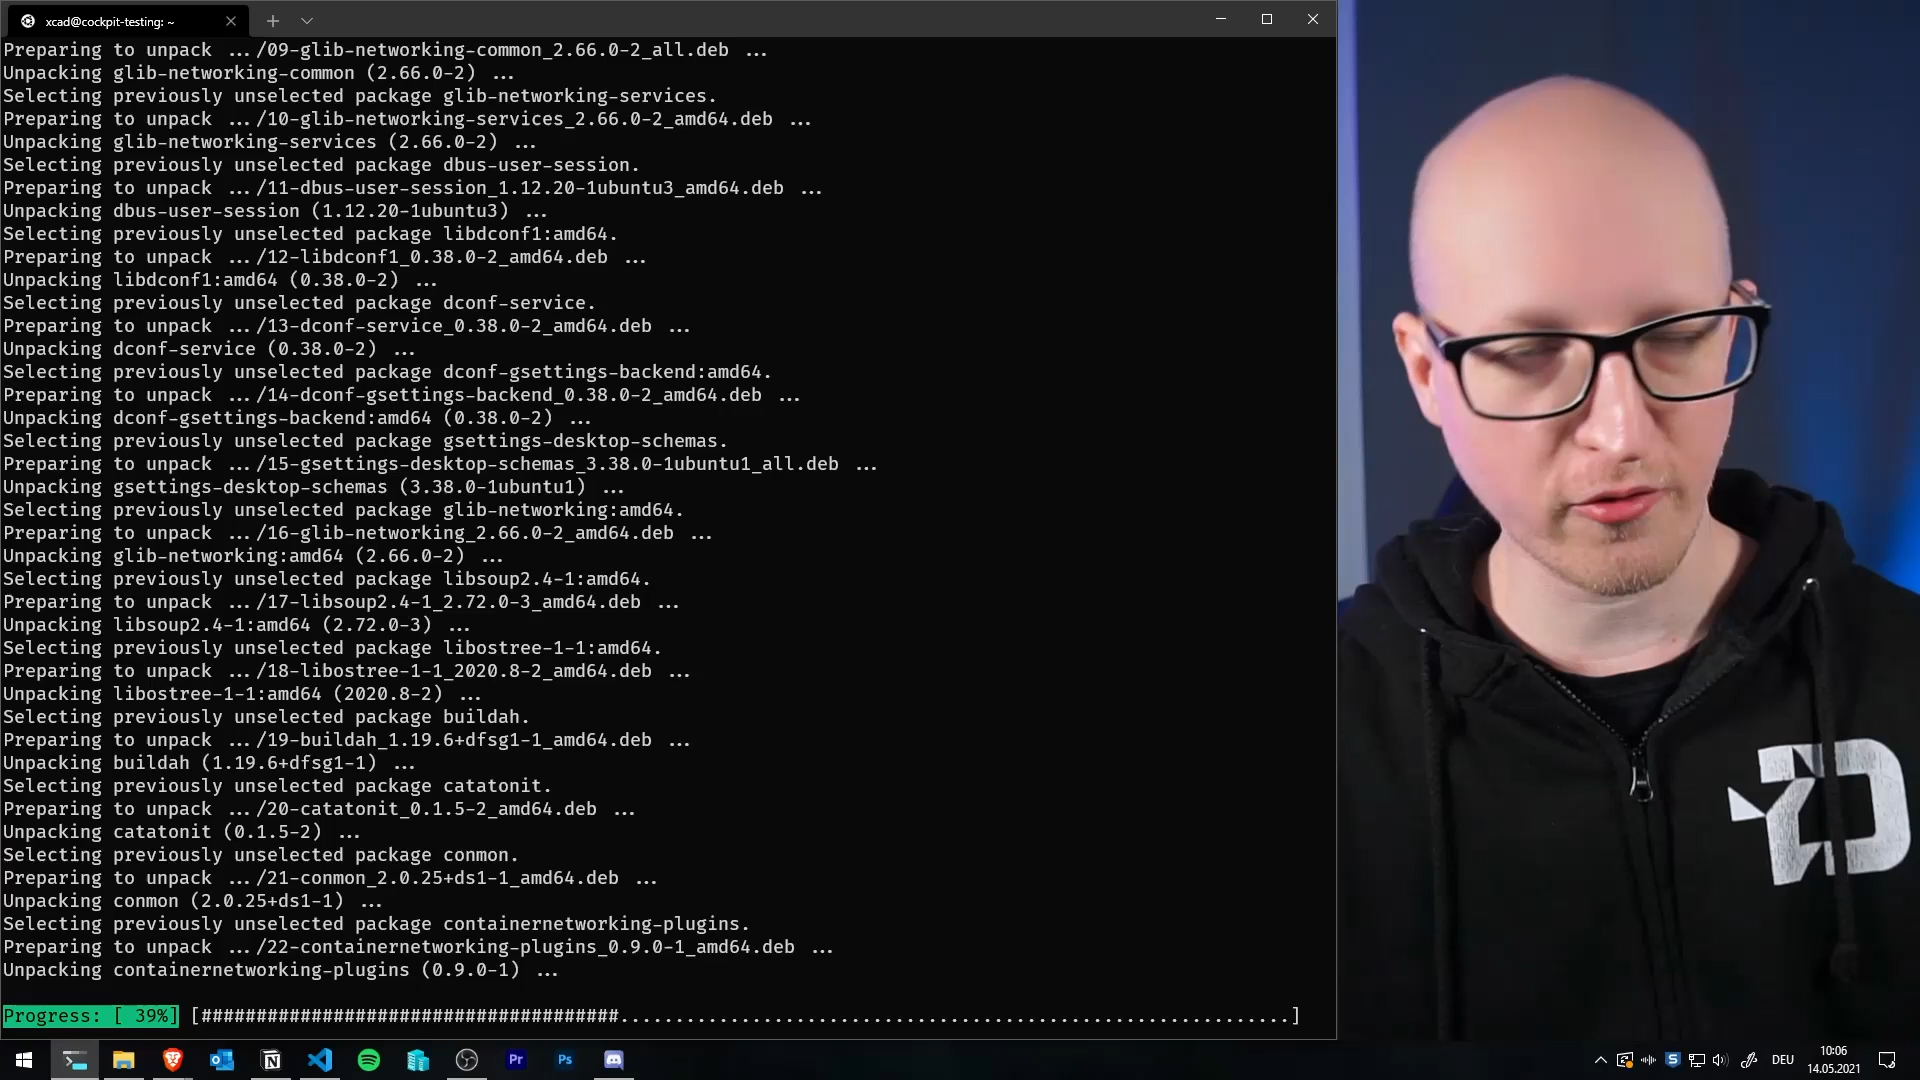 xcad@cockpit-testing: ~
Preparing to unpack .../09-glib-networking-common_2.66.0-2_all.deb ...
Unpacking glib-networking-common (2.66.0-2) ...
Selecting previously unselected package glib-networking-services.
Preparing to unpack .../10-glib-networking-services_2.66.0-2_amd64.deb ...
Unpacking glib-networking-services (2.66.0-2) ...
Selecting previously unselected package dbus-user-session.
Preparing to unpack .../11-dbus-user-session_1.12.20-1ubuntu3_amd64.deb ...
Unpacking dbus-user-session (1.12.20-1ubuntu3) ...
Selecting previously unselected package libdconf1:amd64.
Preparing to unpack .../12-libdconf1_0.38.0-2_amd64.deb ...
Unpacking libdconf1:amd64 (0.38.0-2) ...
Selecting previously unselected package dconf-service.
Preparing to unpack .../13-dconf-service_0.38.0-2_amd64.deb ...
Unpacking dconf-service (0.38.0-2) ...
Selecting previously unselected package dconf-gsettings-backend:amd64.
Preparing to unpack .../14-dconf-gsettings-backend_0.38.0-2_amd64.deb ...
Unpacking dconf-gsettings-backend:amd64 (0.38.0-2) ...
Selecting previously unselected package gsettings-desktop-schemas.
Preparing to unpack .../15-gsettings-desktop-schemas_3.38.0-1ubuntu1_all.deb ...
Unpacking gsettings-desktop-schemas (3.38.0-1ubuntu1) ...
Selecting previously unselected package glib-networking:amd64.
Preparing to unpack .../16-glib-networking_2.66.0-2_amd64.deb ...
Unpacking glib-networking:amd64 (2.66.0-2) ...
Selecting previously unselected package libsoup2.4-1:amd64.
Preparing to unpack .../17-libsoup2.4-1_2.72.0-3_amd64.deb ...
Unpacking libsoup2.4-1:amd64 (2.72.0-3) ...
Selecting previously unselected package libostree-1-1:amd64.
Preparing to unpack .../18-libostree-1-1_2020.8-2_amd64.deb ...
Unpacking libostree-1-1:amd64 (2020.8-2) ...
Selecting previously unselected package buildah.
Preparing to unpack .../19-buildah_1.19.6+dfsg1-1_amd64.deb ...
Unpacking buildah (1.19.6+dfsg1-1) ...
Selecting previously unselected package catatonit.
Preparing to unpack .../20-catatonit_0.1.5-2_amd64.deb ...
Unpacking catatonit (0.1.5-2) ...
Selecting previously unselected package conmon.
Preparing to unpack .../21-conmon_2.0.25+ds1-1_amd64.deb ...
Unpacking conmon (2.0.25+ds1-1) ...
Selecting previously unselected package containernetworking-plugins.
Preparing to unpack .../22-containernetworking-plugins_0.9.0-1_amd64.deb ...
Unpacking containernetworking-plugins (0.9.0-1) ...
Progress: [ 39%] [######################################.............................................................]
Pr
Ps
DEU
10:06
14.05.2021